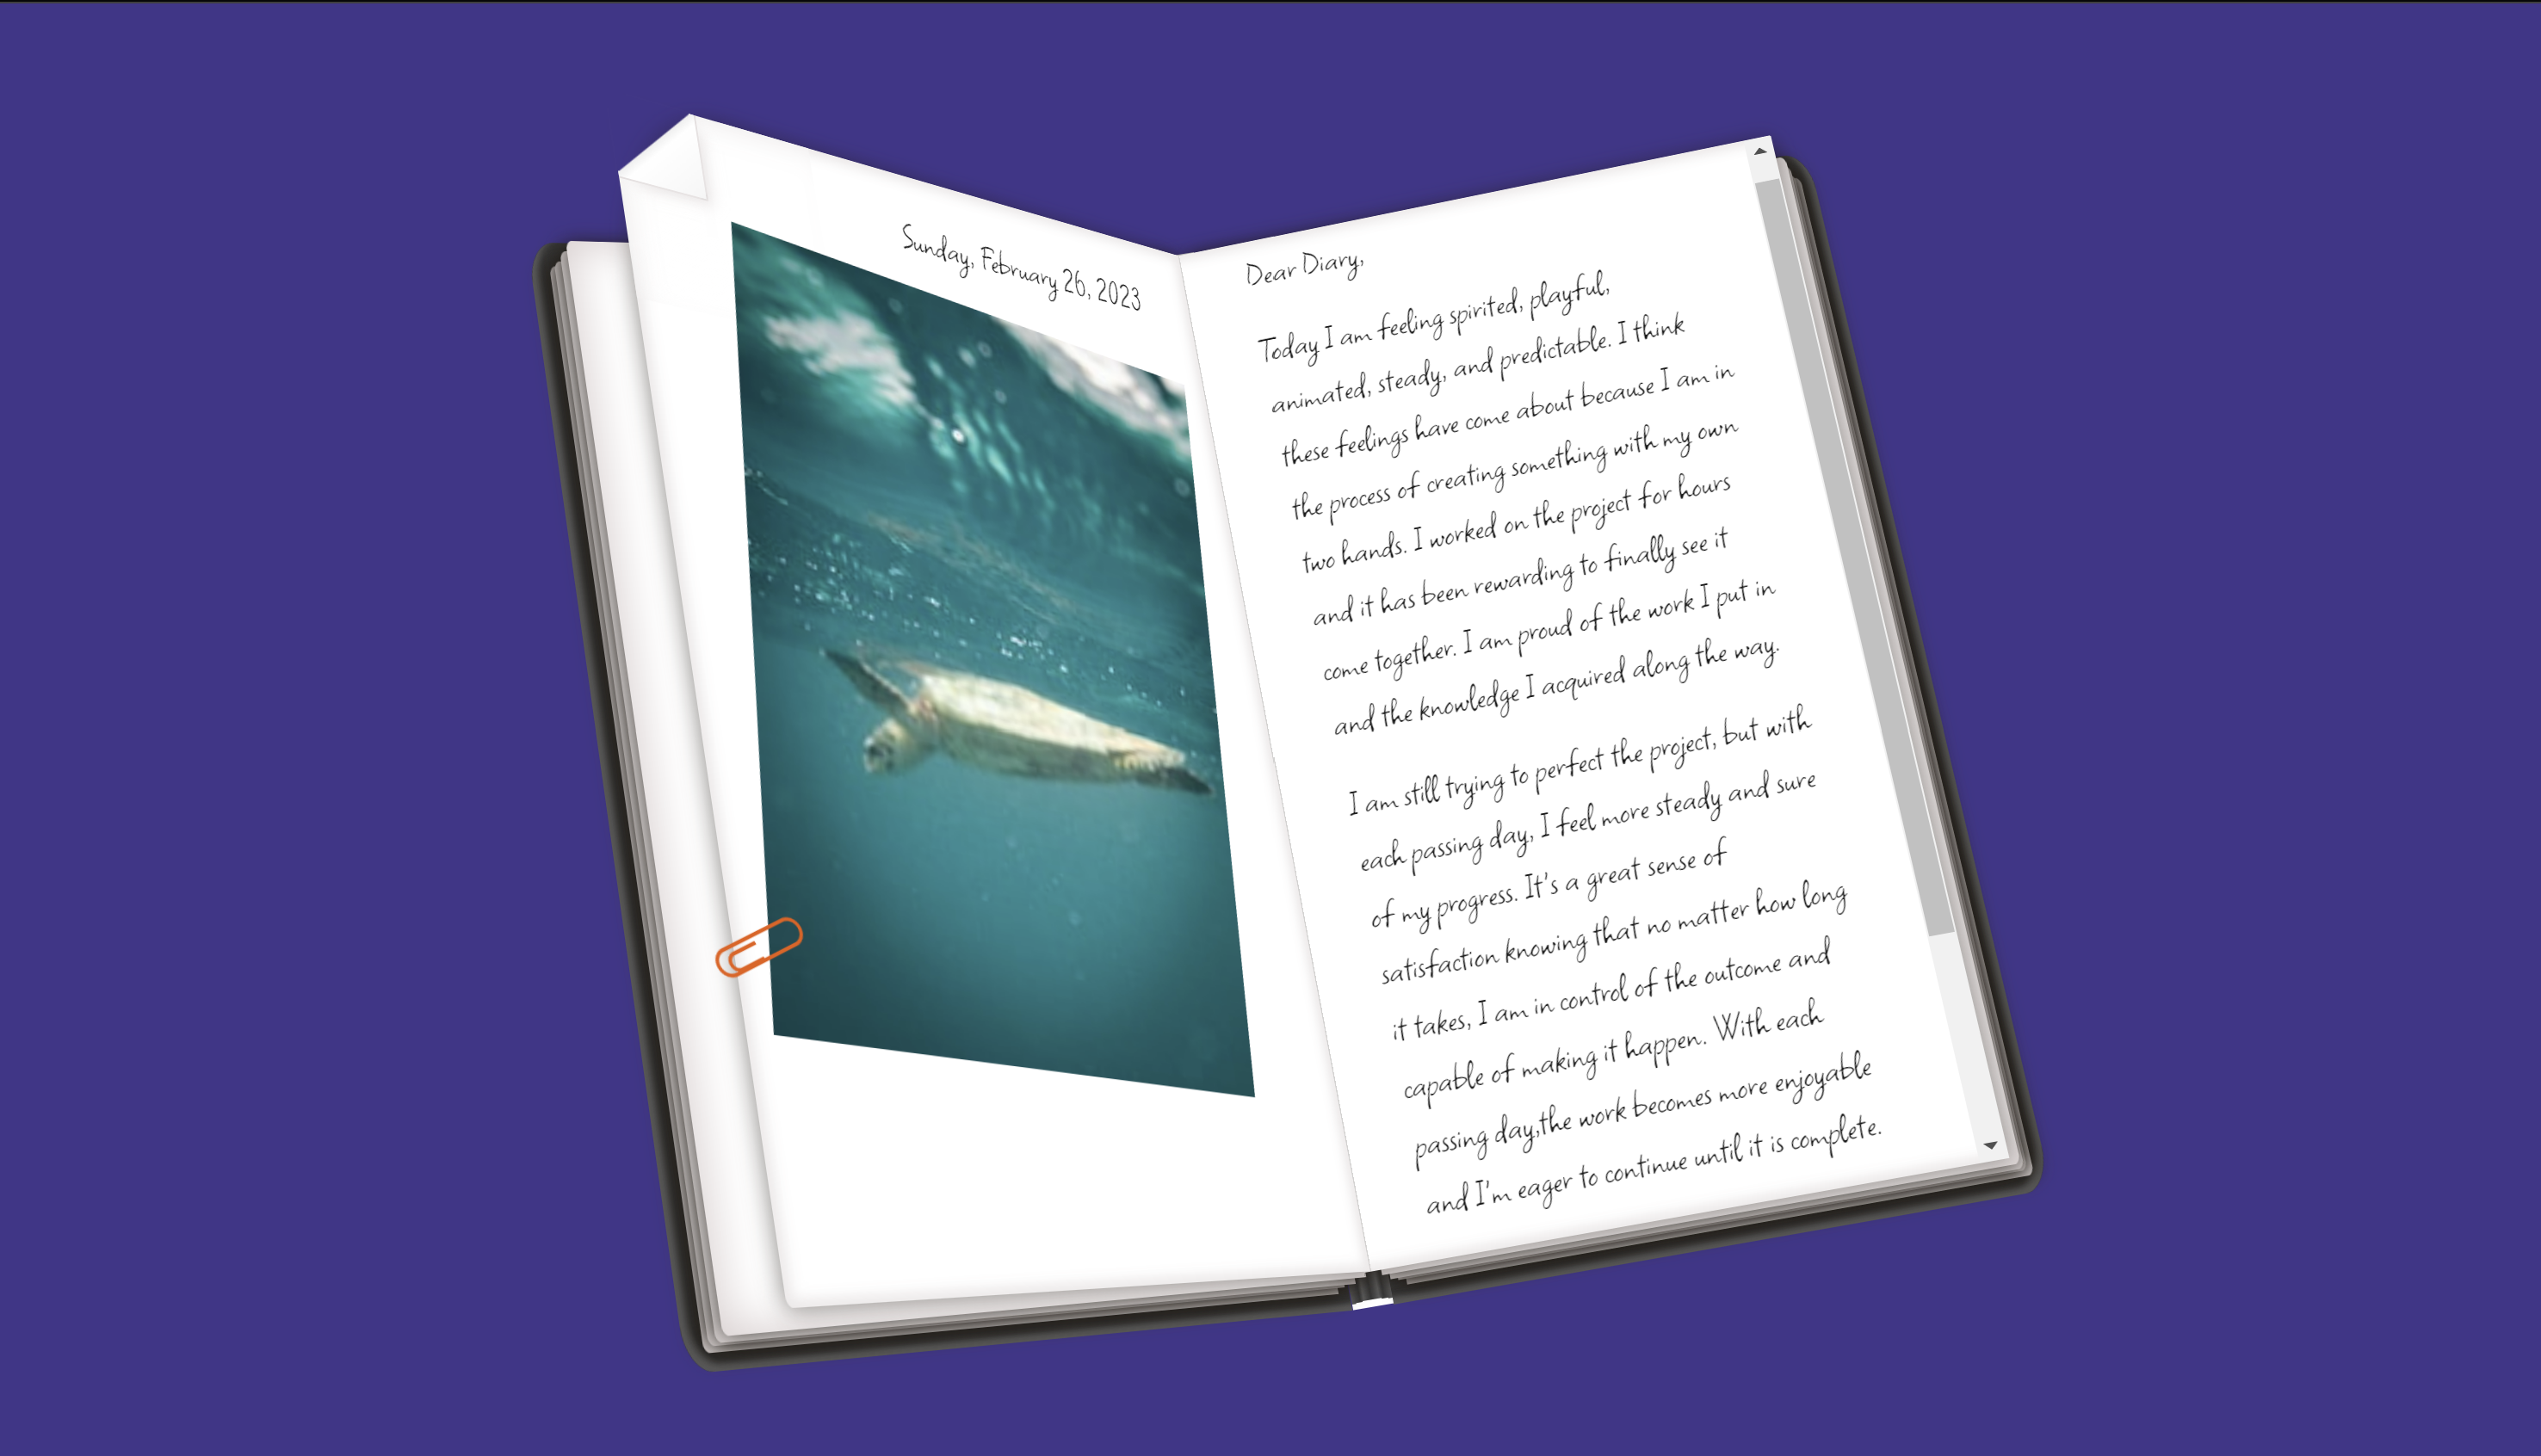 Sunday, February 26, 2023
Dear Diary,
Today I am feeling spirited, playful,
animated, steady, and predictable. I think
these feelings have come about because I am in
the process of creating something with my own
two hands. I worked on the project for hours
and it has been rewarding to finally see it
come together. I am proud of the work I put in
and the knowledge I acquired along the way.
I am still trying to perfect the project, but with
each passing day, I feel more steady and sure
of my progress. It's a great sense of
satisfaction knowing that no matter how long
it takes, I am in control of the outcome and
capable of making it happen. With each
passing day,the work becomes more enjoyable
and I'm eager to continue until it is complete.